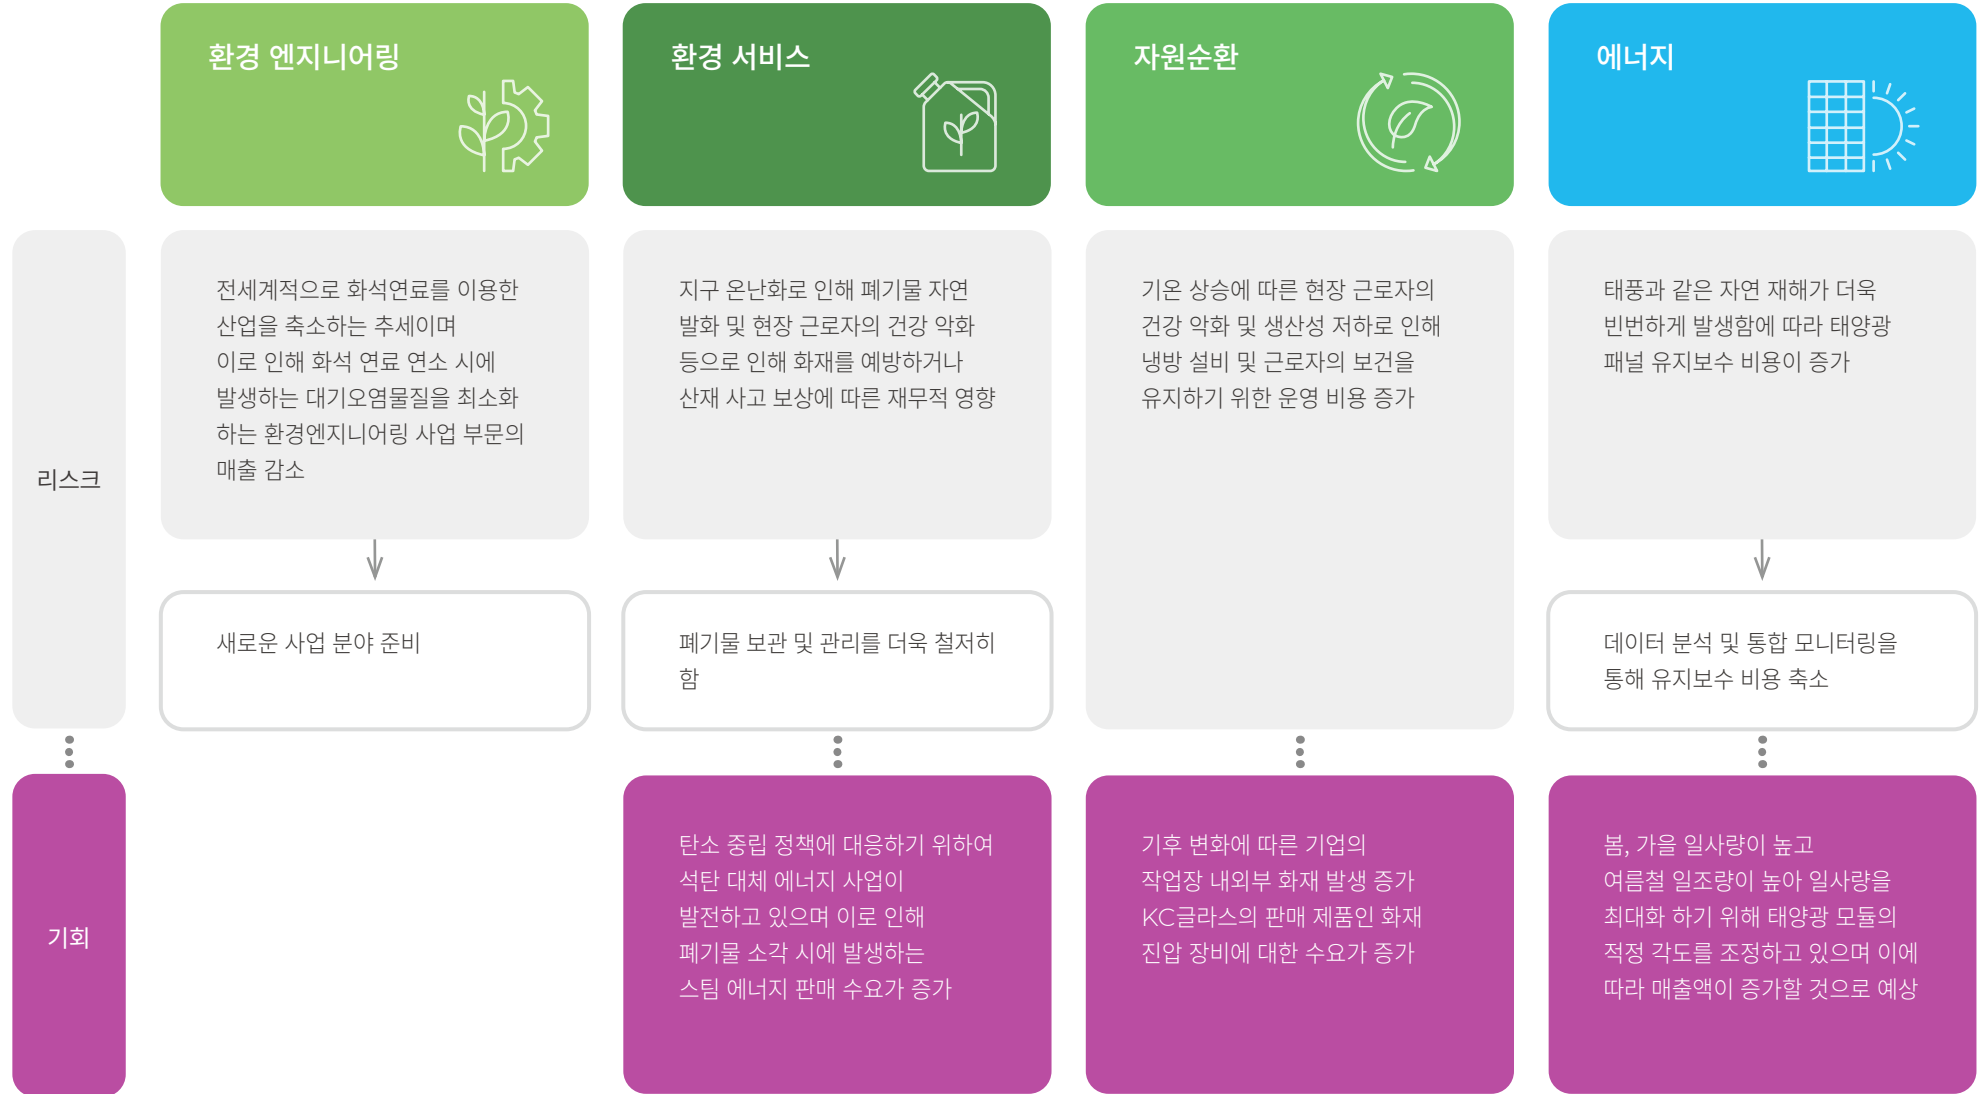 환경 엔지니어링
환경 서비스
자원순환
에너지
리스크
전세계적으로 화석연료를 이용한
산업을 축소하는 추세이며
이로 인해 화석 연료 연소 시에
발생하는 대기오염물질을 최소화
하는 환경엔지니어링 사업 부문의
매출 감소
지구 온난화로 인해 폐기물 자연
발화 및 현장 근로자의 건강 악화
등으로 인해 화재를 예방하거나
산재 사고 보상에 따른 재무적 영향
기온 상승에 따른 현장 근로자의
건강 악화 및 생산성 저하로 인해
냉방 설비 및 근로자의 보건을
유지하기 위한 운영 비용 증가
태풍과 같은 자연 재해가 더욱
빈번하게 발생함에 따라 태양광
패널 유지보수 비용이 증가
새로운 사업 분야 준비
폐기물 보관 및 관리를 더욱 철저히
함
데이터 분석 및 통합 모니터링을
통해 유지보수 비용 축소
기회
탄소 중립 정책에 대응하기 위하여
석탄 대체 에너지 사업이
발전하고 있으며 이로 인해
폐기물 소각 시에 발생하는
스팀 에너지 판매 수요가 증가
기후 변화에 따른 기업의
작업장 내외부 화재 발생 증가
KC글라스의 판매 제품인 화재
진압 장비에 대한 수요가 증가
봄, 가을 일사량이 높고
여름철 일조량이 높아 일사량을
최대화 하기 위해 태양광 모듈의
적정 각도를 조정하고 있으며 이에
따라 매출액이 증가할 것으로 예상